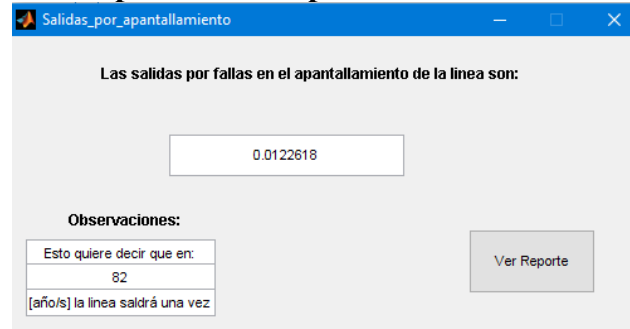 Salidas_por_apantallamiento
Las salidas por fallas en el apantallamiento de la linea son:
0.0122618
Observaciones:
Esto quiere decir que en:
82
[año/s] la linea saldrá una vez
Ver Reporte